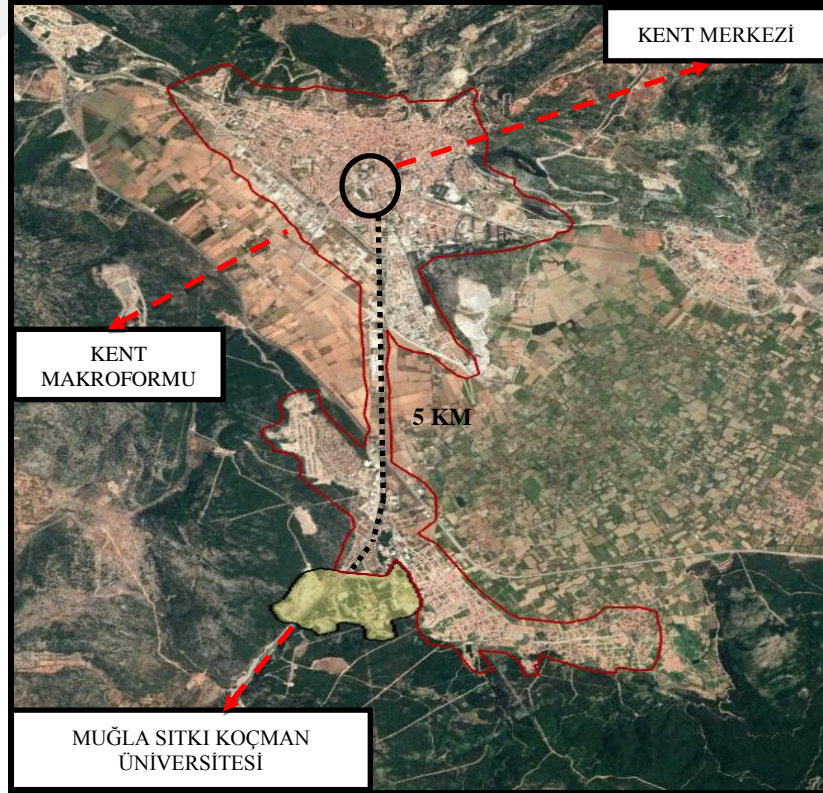 KENT MERKEZİ
KENT
MAKROFORMU
5 KM
MUĞLA SITKI KOÇMAN
ÜNİVERSİTESİ